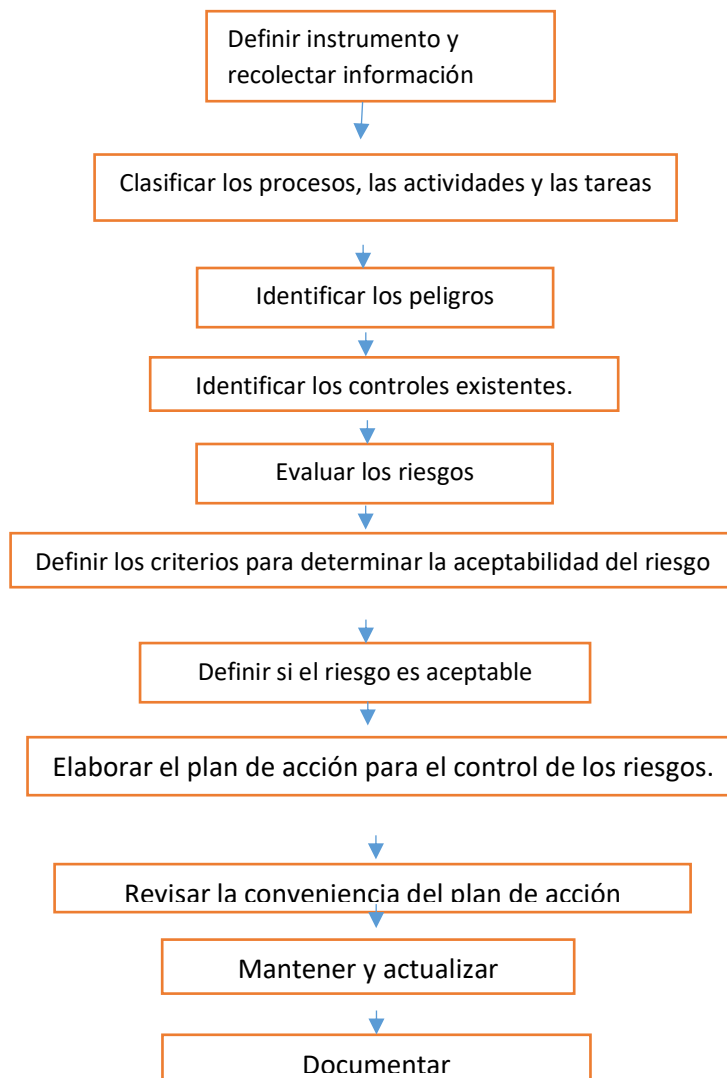 Definir instrumento y
recolectar información
Clasificar los procesos, las actividades y las tareas
Identificar los peligros
Identificar los controles existentes.
Evaluar los riesgos
Definir los criterios para determinar la aceptabilidad del riesgo
Definir si el riesgo es aceptable
Elaborar el plan de acción para el control de los riesgos.
Revisar la conveniencia del plan de acción
Mantener y actualizar
Documentar